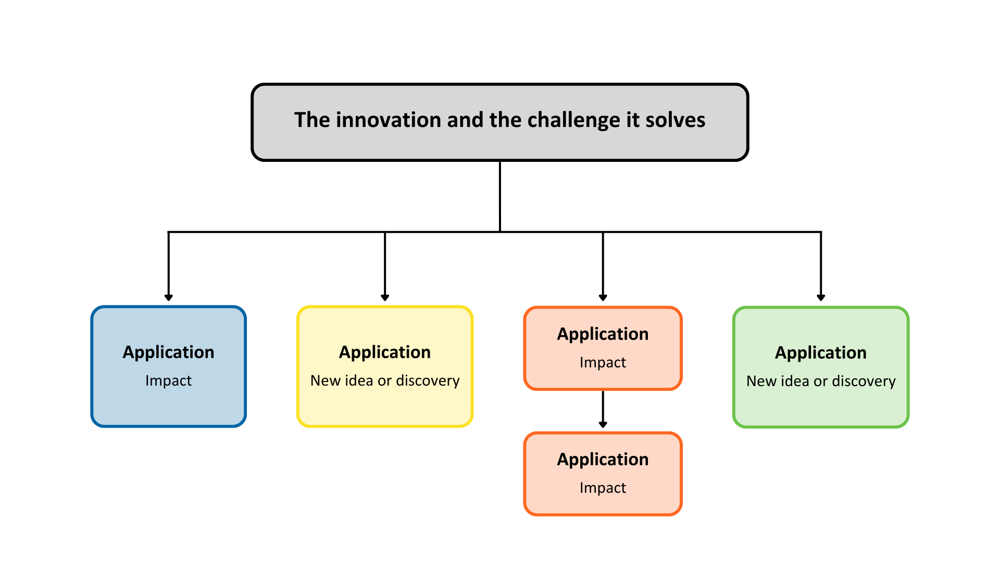 The innovation and the challenge it solves
Application
Impact
Application
New idea or discovery
Application
Impact
Application
New idea or discovery
Application
Impact